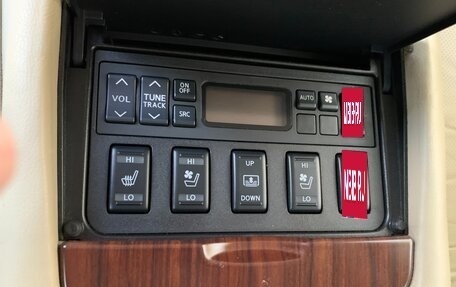 VOL
TUNE
TRACK
ON
OFF
SRC
AUTO
HI
LO
HI
LO
UP
DOWN
HI
LO